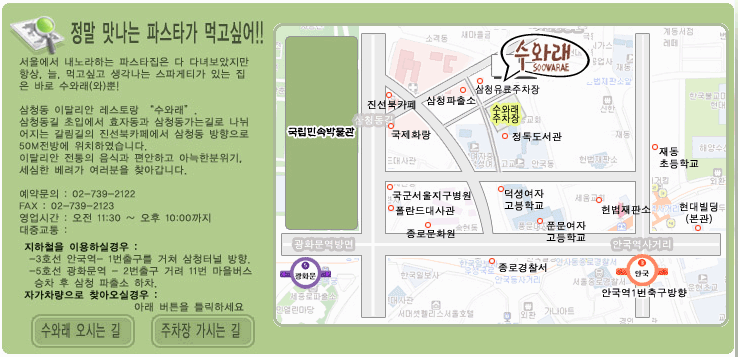 정말 맛나는 파스타가 먹고싶어!!
서울에서 내노라하는 파스타집은 다 다녀보았지만
항상, 늘, 먹고싶고 생각나는 스파게티가 있는 집
은 바로 수와래(와)뿐!
삼청동 이딸리안 레스토랑 “수와래”.
삼청동길 초입에서 효자동과 삼청동가는길로 나뉘
어지는 갈림길의 진선북카페에서 삼청동 방향으로
50M전방에 위치하였습니다.
이탈리안 전통의 음식과 편안하고 아늑한분위기,
세심한 베려가 여러분을 찾아갑니다.
예약문의 : 02-739-2122
FAX : 02-739-2123
영업시간 : 오전 11:30 ~ 오후 10:00까지
대중교통 :
지하철을 이용하실경우 :
-3호선 안국역- 1번출구를 거쳐 삼청터널 방향.
-5호선 광화문역 - 2번출구 거려 11번 마을버스
승차 후 삼청 파출소 하차.
자가차량으로 찾아오실경우 :
아래 버튼을 틀릭하세요
수와래 오시는 길
주차장 가시는 길
수와래
SOOWARAE
진선북카페
삼청파출소
삼청유료주차장
수와래
주차장
국립민속박물관
삼청동길
국제화랑
정독도서관
재동
초등학교
국군서울지구병원
폴란드대사관
덕성여자
고등학교
헌법재판소
현대빌딩
(본관)
종로문화원
풍문여자
고등학교
광화문역방면
안국역사거리
5
광화문
종로경찰서
3
안국
안국역1번축구방향